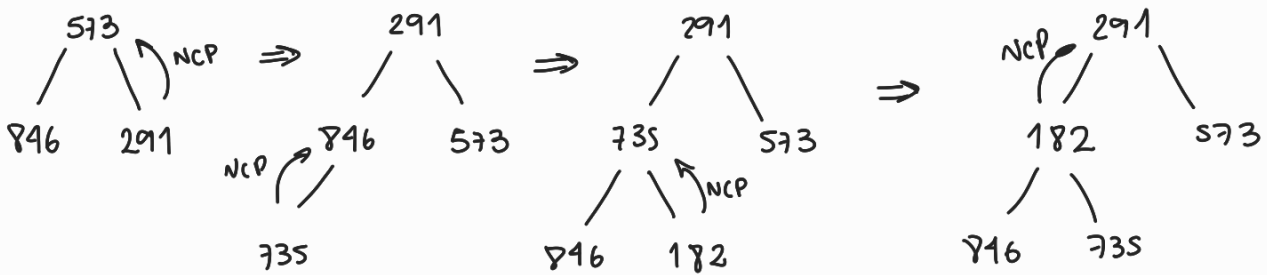 573 NCP ⇒ 291 ⇒ 291 ⇒ NCP 291
846 291 846 573 735 573 182 573
NCP NCP
735 846 182 846 735